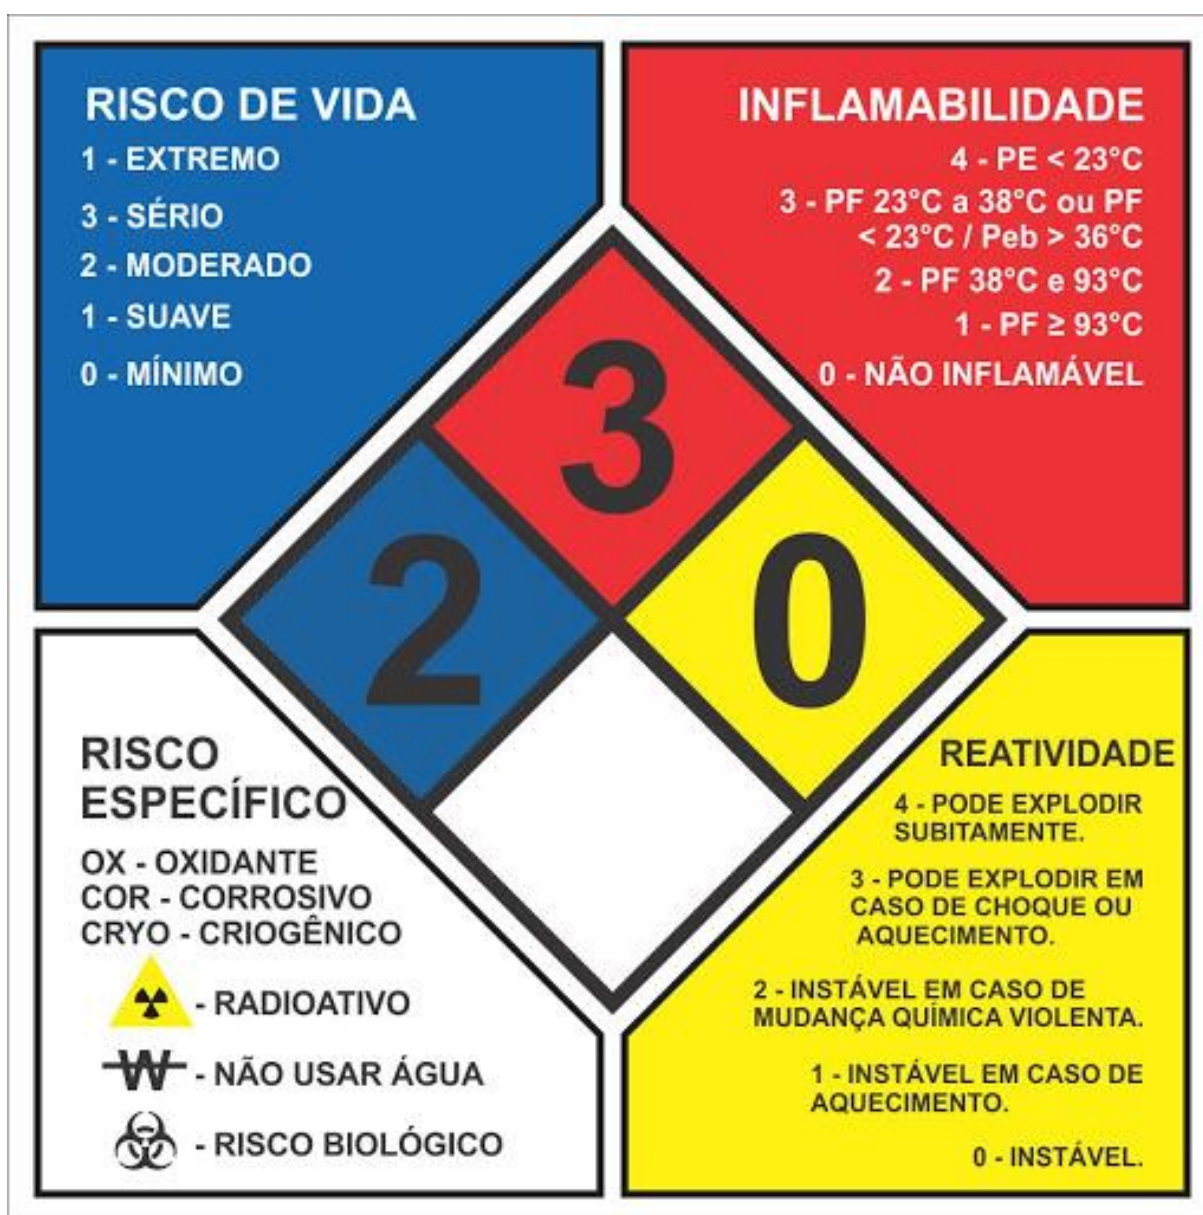 RISCO DE VIDA
1 - EXTREMO
3 - SÉRIO
2 - MODERADO
1 - SUAVE
0 - MÍNIMO
INFLAMABILIDADE
4 - PE < 23°C
3 - PF 23°C a 38°C ou PF
< 23°C / Peb > 36°C
2 - PF 38°C e 93°C
1 - PF ≥ 93°C
0 - NÃO INFLAMÁVEL
3
2
0
RISCO
ESPECÍFICO
OX - OXIDANTE
COR - CORROSIVO
CRYO - CRIOGÊNICO
- RADIOATIVO
W - NÃO USAR ÁGUA
- RISCO BIOLÓGICO
REATIVIDADE
4 - PODE EXPLODIR
SUBITAMENTE.
3 - PODE EXPLODIR EM
CASO DE CHOQUE OU
AQUECIMENTO.
2 - INSTÁVEL EM CASO DE
MUDANÇA QUÍMICA VIOLENTA.
1 - INSTÁVEL EM CASO DE
AQUECIMENTO.
0 - INSTÁVEL.